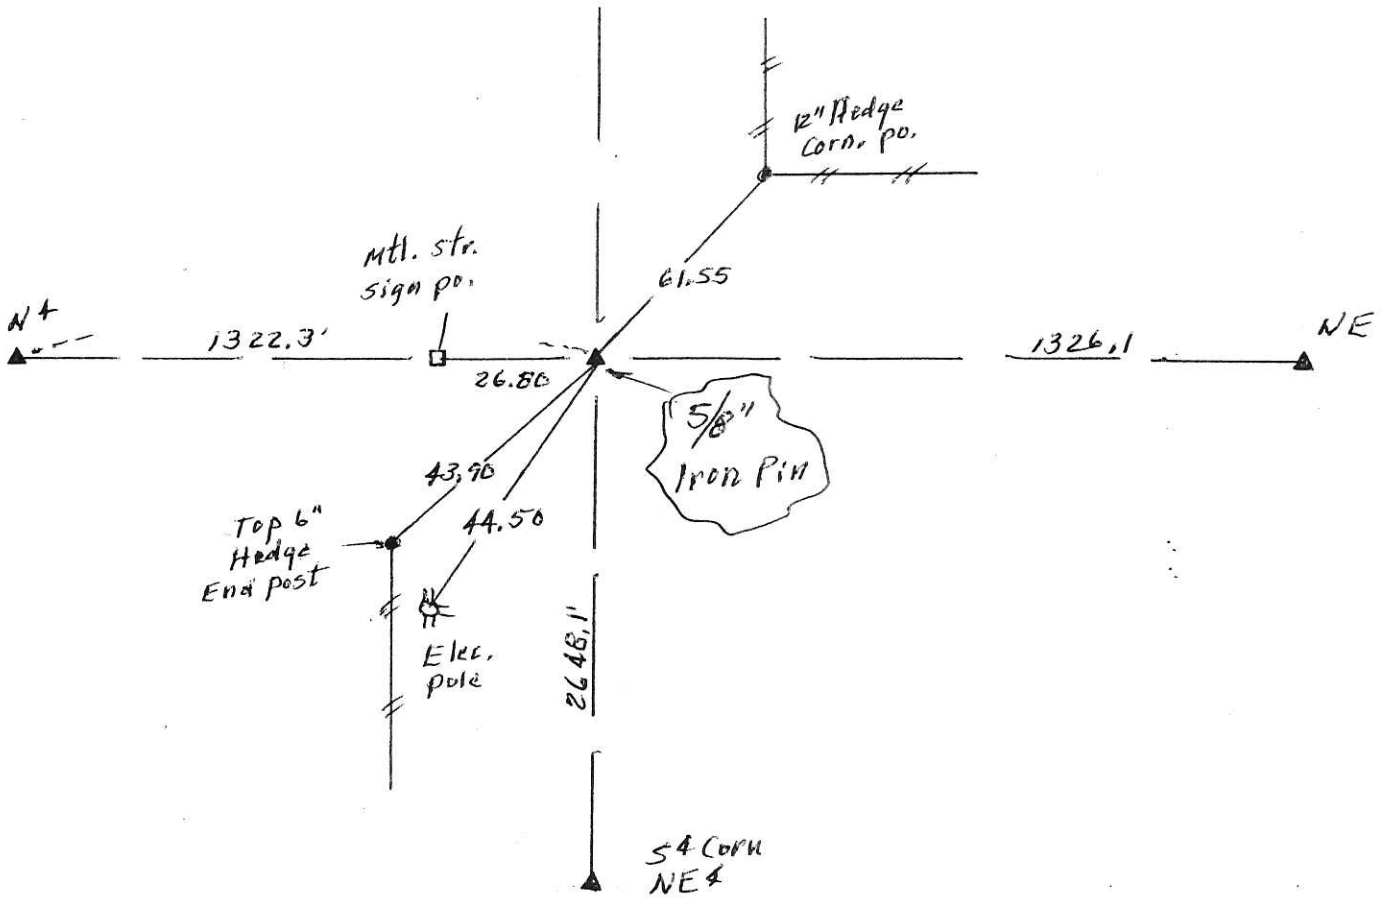 12" Hedge
Corn. po.
Mtl. str.
sign po.
61.55
N4
1322.3'
26.80
1326.1
NE
5/8"
Iron Pin
43.90
44.50
Top 6"
Hedge
End post
Elec.
pole
2648.1'
S4 Corn
NE4